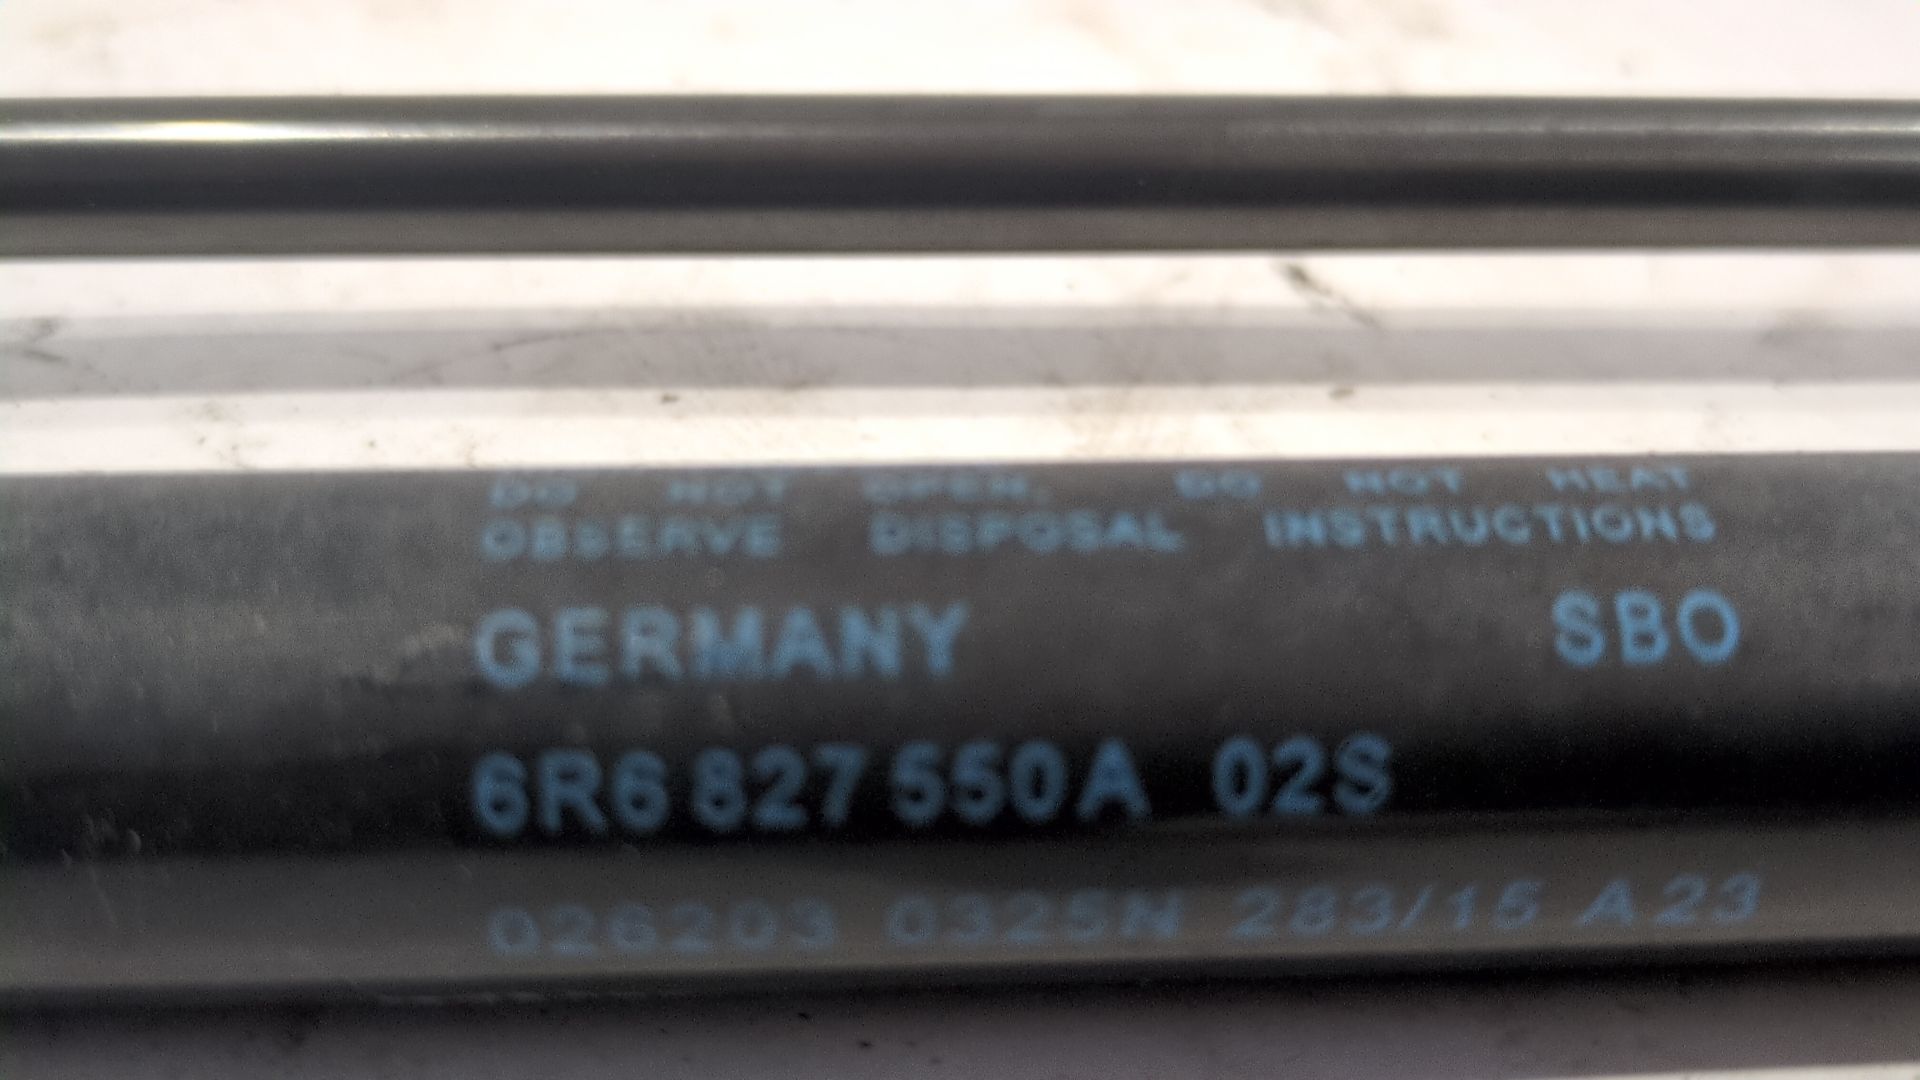 DO NOT OPEN. DO NOT HEAT
OBSERVE DISPOSAL INSTRUCTIONS
GERMANY SBO
6R6 827 550A 02S
026203 0325N 283/15 A23